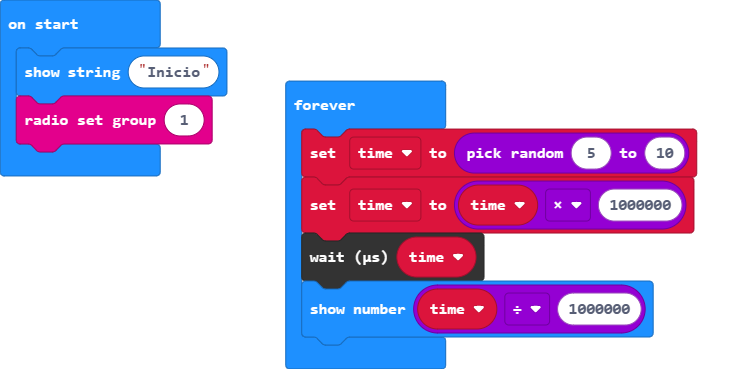 on start
show string "Inicio"
radio set group 1
forever
set time to pick random 5 to 10
set time to time × 1000000
wait (µs) time
show number time ÷ 1000000